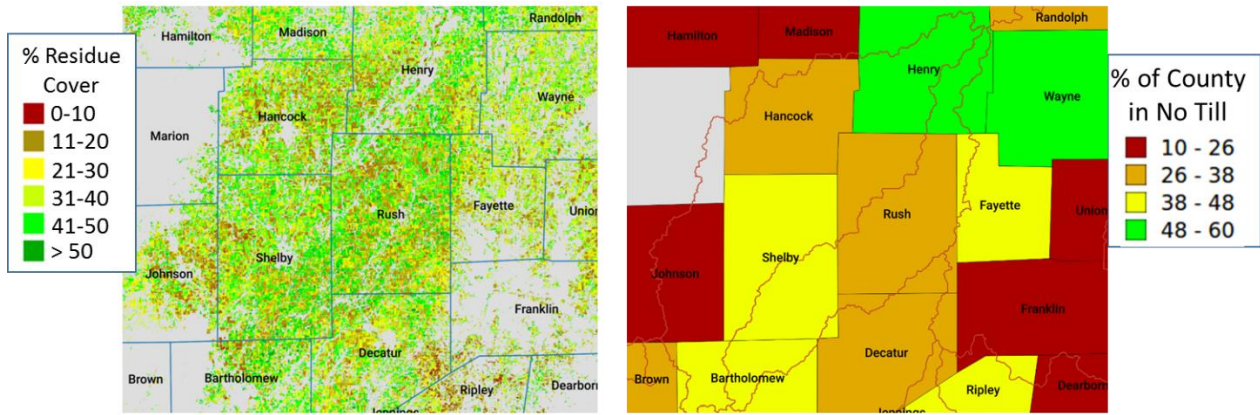 % Residue
Cover
0-10
11-20
21-30
31-40
41-50
> 50
Hamilton
Madison
Randolph
Henry
Wayne
Hancock
Marion
Rush
Fayette
Union
Shelby
Johnson
Franklin
Decatur
Brown
Bartholomew
Ripley
Dearborn
Jennings
Hamilton
Madison
Randolph
Henry
Wayne
Hancock
Rush
Fayette
Union
Shelby
Johnson
Franklin
Decatur
Brown
Bartholomew
Ripley
Dearborn
Jennings
% of County
in No Till
10 - 26
26 - 38
38 - 48
48 - 60